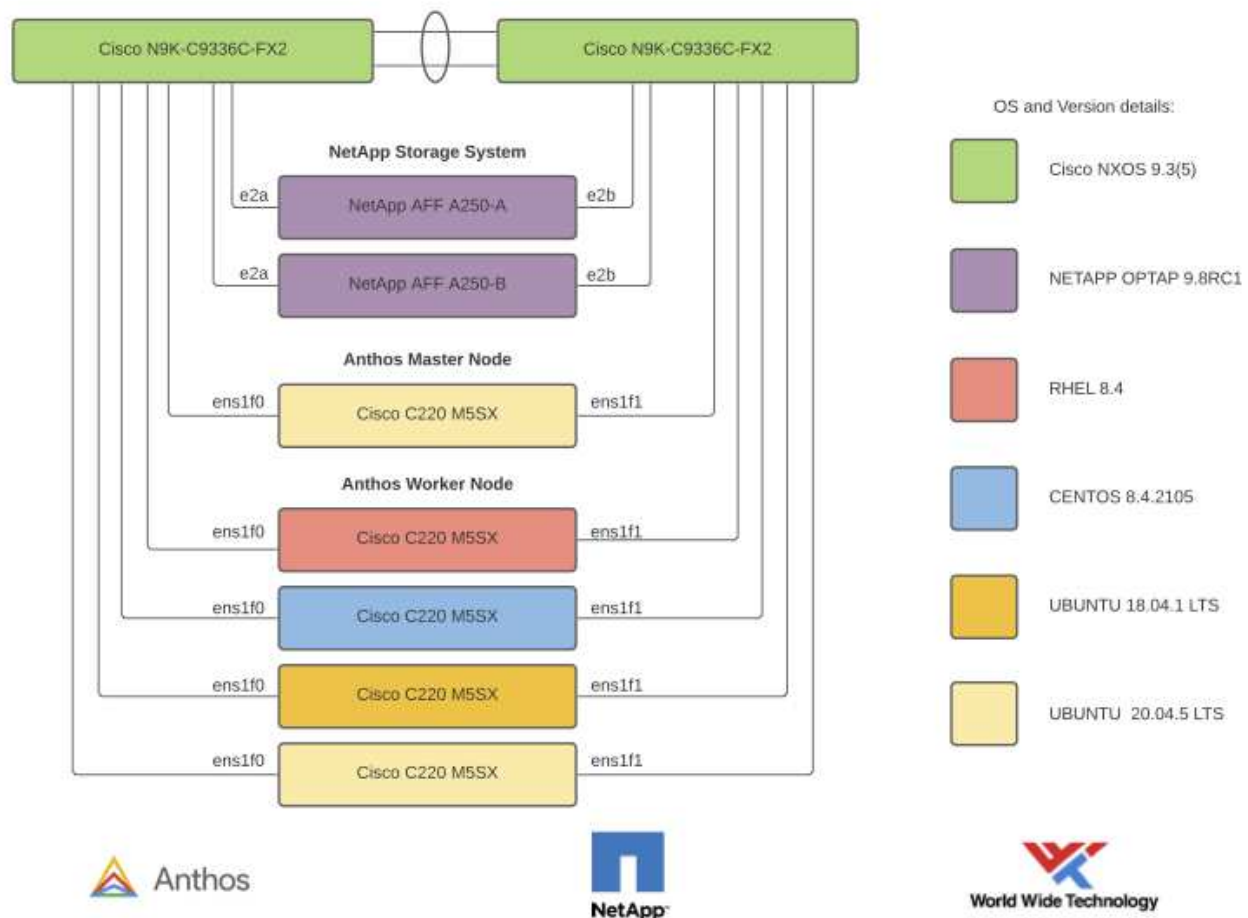 Cisco N9K-C9336C-FX2
Cisco N9K-C9336C-FX2
OS and Version details:
NetApp Storage System
Cisco NXOS 9.3(5)
e2a
NetApp AFF A250-A
e2b
e2a
NetApp AFF A250-B
e2b
NETAPP OPTAP 9.8RC1
Anthos Master Node
ens1f0
Cisco C220 M5SX
ens1f1
RHEL 8.4
Anthos Worker Node
ens1f0
Cisco C220 M5SX
ens1f1
CENTOS 8.4.2105
ens1f0
Cisco C220 M5SX
ens1f1
UBUNTU 18.04.1 LTS
ens1f0
Cisco C220 M5SX
ens1f1
UBUNTU 20.04.5 LTS
ens1f0
Cisco C220 M5SX
ens1f1
Anthos
NetApp™
World Wide Technology